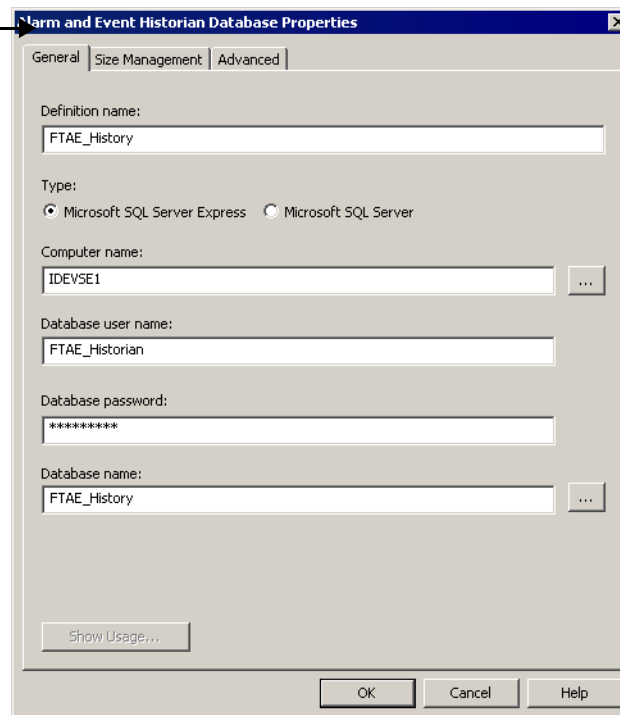 Alarm and Event Historian Database Properties
General Size Management Advanced
Definition name:
FTAE_History
Type:
Microsoft SQL Server Express Microsoft SQL Server
Computer name:
IDEVSE1
...
Database user name:
FTAE_Historian
Database password:
*********
Database name:
FTAE_History
...
Show Usage...
OK Cancel Help